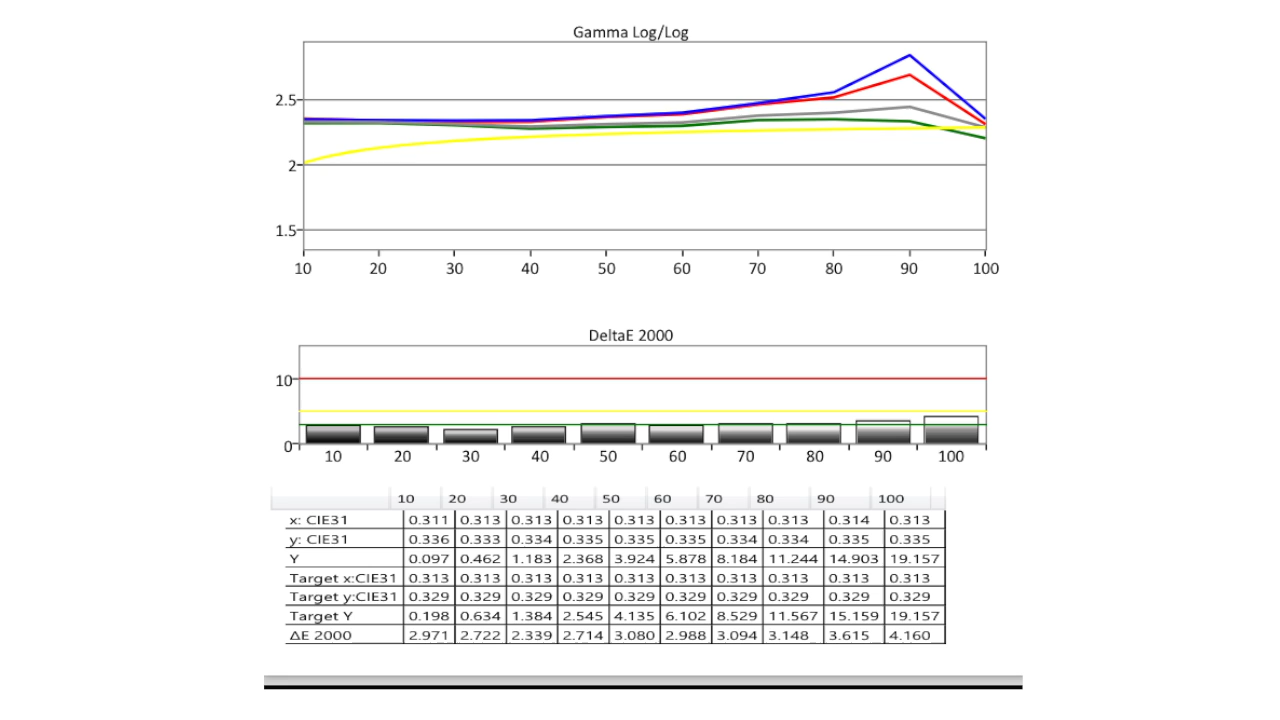 Gamma Log/Log
2.5
2
1.5
10 20 30 40 50 60 70 80 90 100
DeltaE 2000
10
0
10 20 30 40 50 60 70 80 90 100
10 20 30 40 50 60 70 80 90 100
x: CIE31 0.311 0.313 0.313 0.313 0.313 0.313 0.313 0.313 0.314 0.313
y: CIE31 0.336 0.333 0.334 0.335 0.335 0.335 0.334 0.334 0.335 0.335
Y 0.097 0.462 1.183 2.368 3.924 5.878 8.184 11.244 14.903 19.157
Target x:CIE31 0.313 0.313 0.313 0.313 0.313 0.313 0.313 0.313 0.313 0.313
Target y:CIE31 0.329 0.329 0.329 0.329 0.329 0.329 0.329 0.329 0.329 0.329
Target Y 0.198 0.634 1.384 2.545 4.135 6.102 8.529 11.567 15.159 19.157
ΔE 2000 2.971 2.722 2.339 2.714 3.080 2.988 3.094 3.148 3.615 4.160